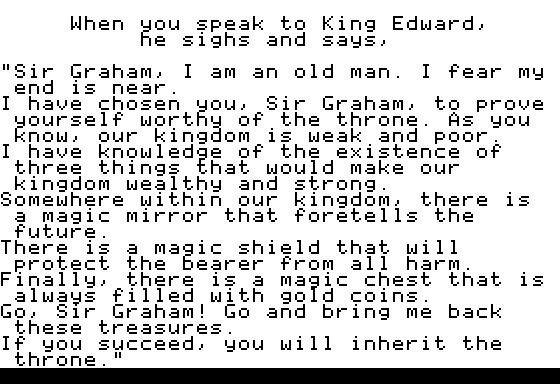 When you speak to King Edward,
he sighs and says,
"Sir Graham, I am an old man. I fear my
end is near.
I have chosen you, Sir Graham, to prove
yourself worthy of the throne. As you
know, our kingdom is weak and poor.
I have knowledge of the existence of
three things that would make our
kingdom wealthy and strong.
Somewhere within our kingdom, there is
a magic mirror that foretells the
future.
There is a magic shield that will
protect the bearer from all harm.
Finally, there is a magic chest that is
always filled with gold coins.
Go, Sir Graham! Go and bring me back
these treasures.
If you succeed, you will inherit the
throne."